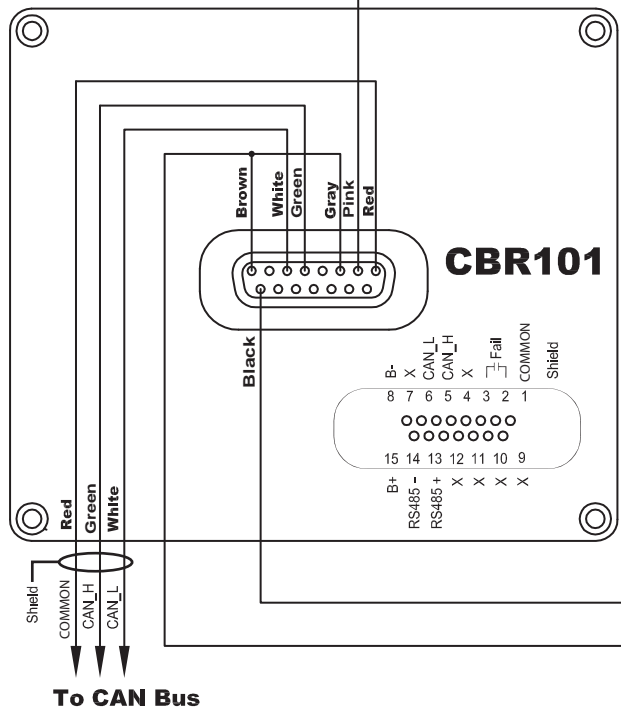 Brown
White
Green
Gray
Pink
Red
CBR101
Black
B-
X
CAN_L
CAN_H
X
Fail
COMMON
Shield
8 7 6 5 4 3 2 1
15 14 13 12 11 10 9
B+
RS485 -
RS485 +
X
X
X
X
Red
Green
White
Shield
COMMON
CAN_H
CAN_L
To CAN Bus